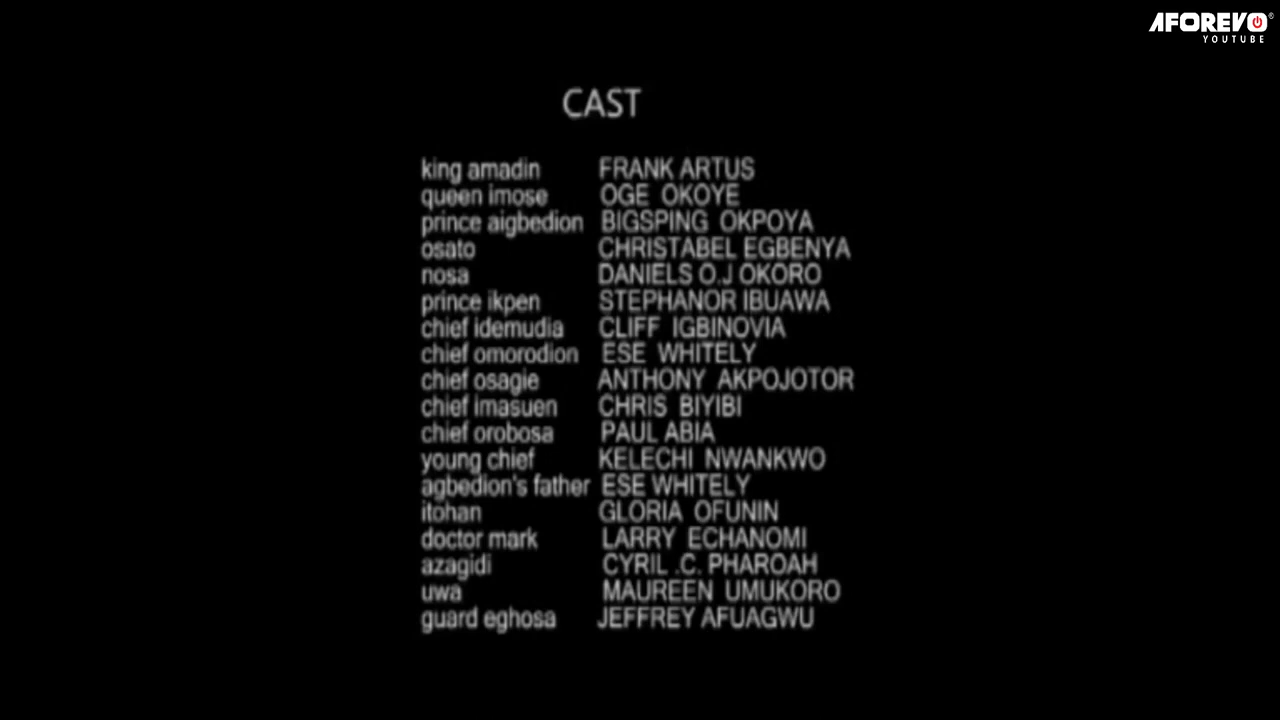 AFOREVO
YOUTUBE
CAST
king amadin FRANK ARTUS
queen imose OGE OKOYE
prince aigbedion BIGSPING OKPOYA
osato CHRISTABEL EGBENYA
nosa DANIELS O.J OKORO
prince ikpen STEPHANOR IBUAWA
chief idemudia CLIFF IGBINOVIA
chief omorodion ESE WHITELY
chief osagie ANTHONY AKPOJOTOR
chief imasuen CHRIS BIYIBI
chief orobosa PAUL ABIA
young chief KELECHI NWANKWO
agbedion's father ESE WHITELY
itohan GLORIA OFUNIN
doctor mark LARRY ECHANOMI
azagidi CYRIL .C. PHAROAH
uwa MAUREEN UMUKORO
guard eghosa JEFFREY AFUAGWU